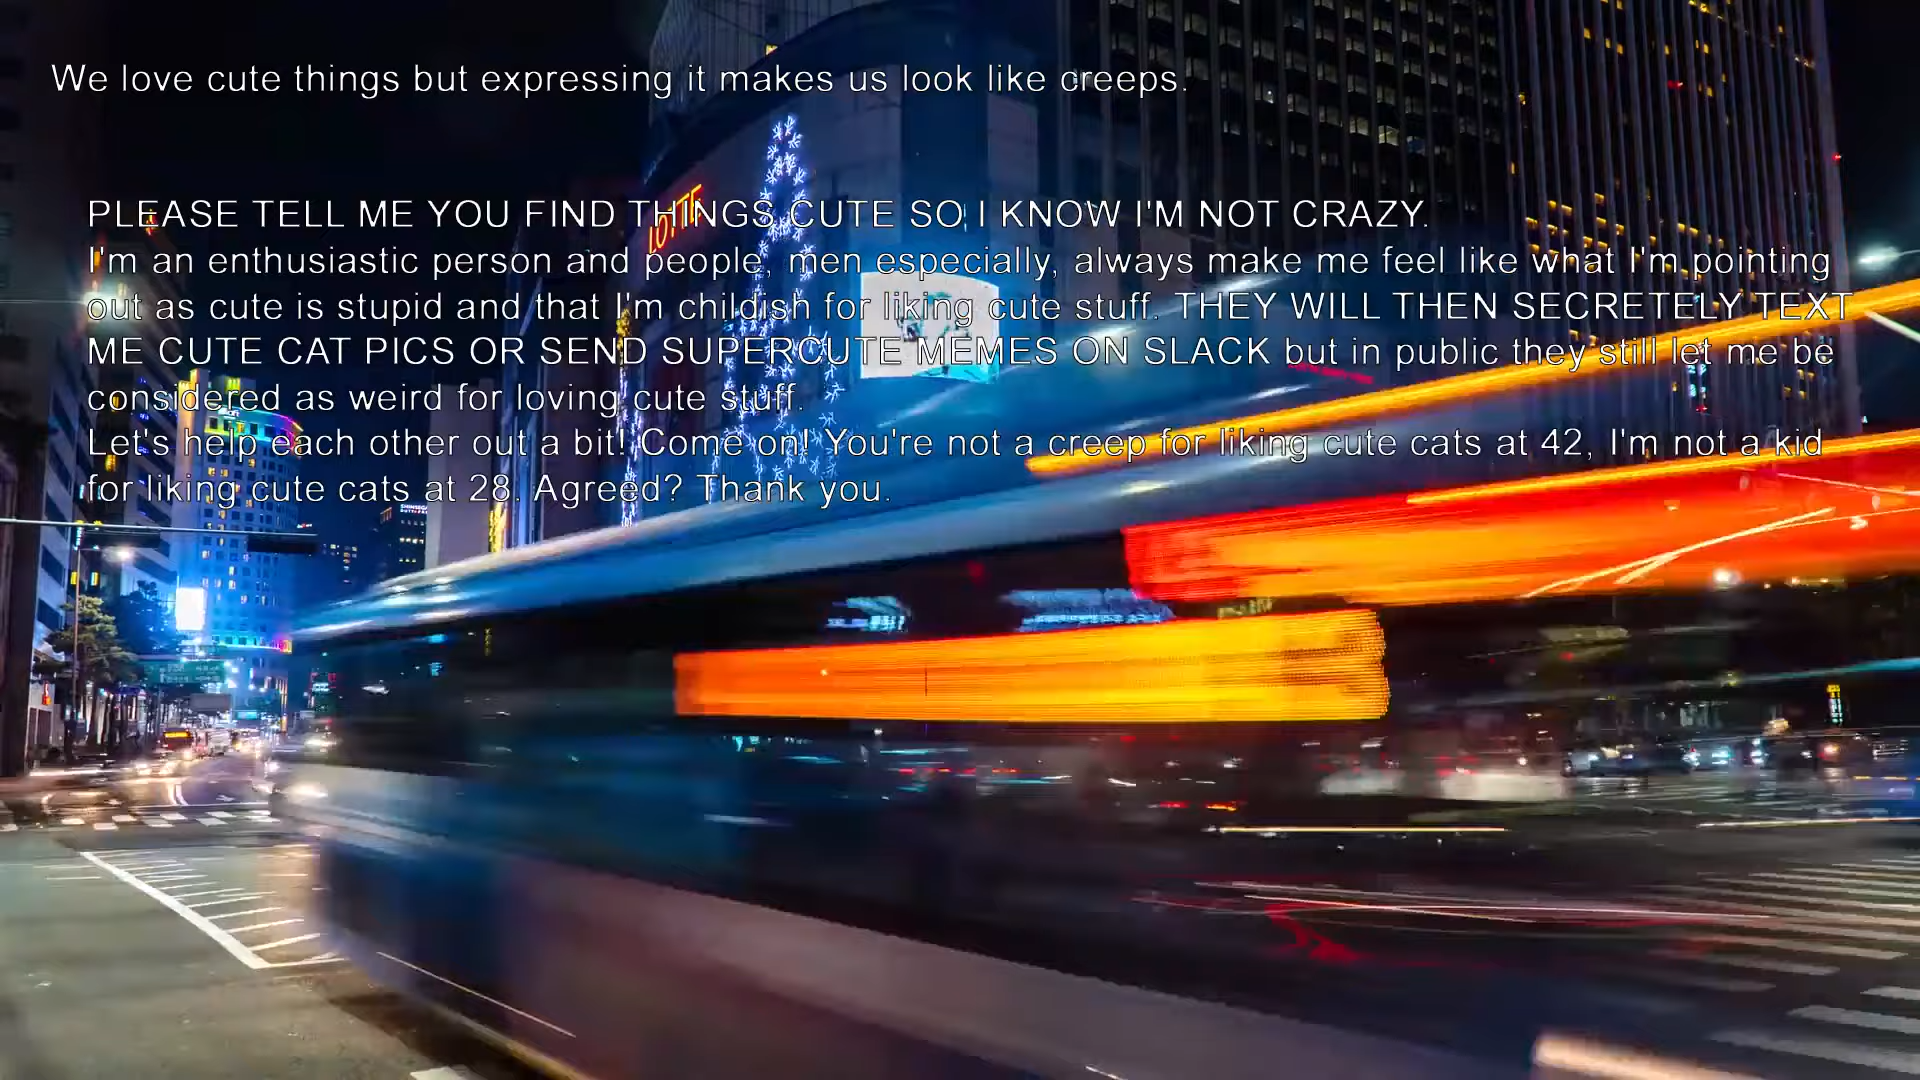 We love cute things but expressing it makes us look like creeps.
PLEASE TELL ME YOU FIND THINGS CUTE SO I KNOW I'M NOT CRAZY.
I'm an enthusiastic person and people, men especially, always make me feel like what I'm pointing
out as cute is stupid and that I'm childish for liking cute stuff. THEY WILL THEN SECRETELY TEXT
ME CUTE CAT PICS OR SEND SUPERCUTE MEMES ON SLACK but in public they still let me be
considered as weird for loving cute stuff.
Let's help each other out a bit! Come on! You're not a creep for liking cute cats at 42, I'm not a kid
for liking cute cats at 28. Agreed? Thank you.
LOTTE